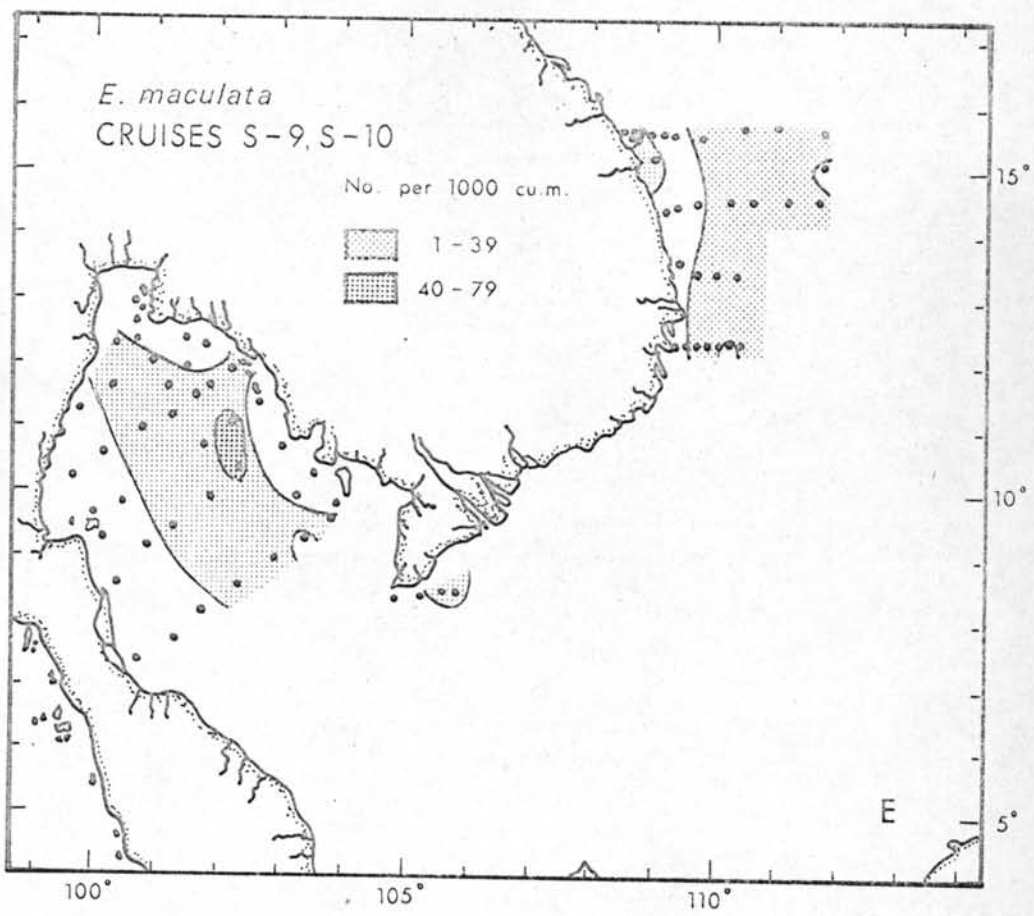 E. maculata
CRUISES S-9, S-10
No. per 1000 cu.m.
1-39
40-79
15°
10°
5°
E
100°
105°
110°